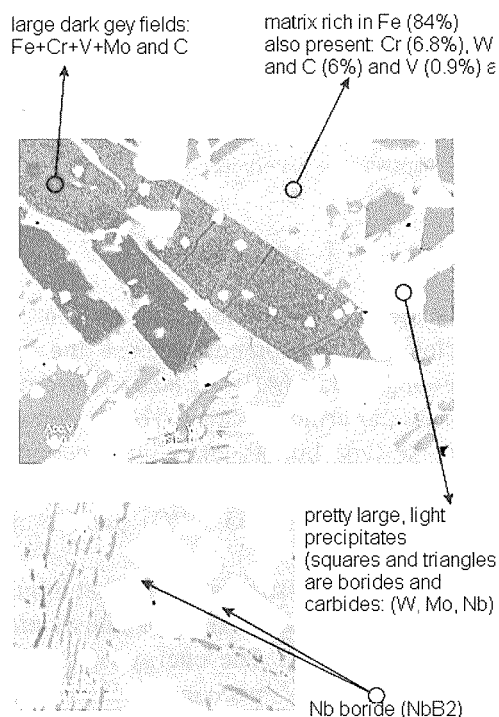 large dark gey fields:
Fe+Cr+V+Mo and C
matrix rich in Fe (84%)
also present: Cr (6.8%), W
and C (6%) and V (0.9%) a
pretty large, light
precipitates
(squares and triangles
are borides and
carbides: (W, Mo, Nb)
Nb boride (NbB2)